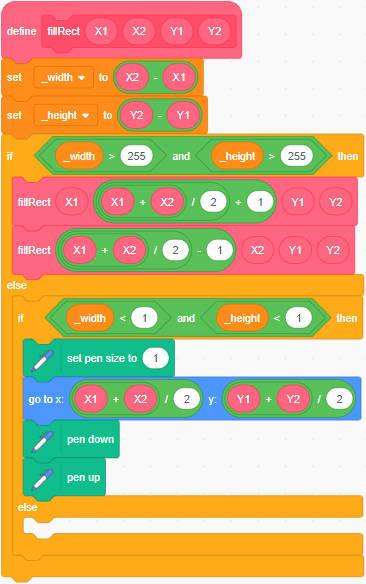 define fillRect X1 X2 Y1 Y2
set _width to X2 - X1
set _height to Y2 - Y1
if _width > 255 and _height > 255 then
fillRect X1 X1 + X2 / 2 + 1 Y1 Y2
fillRect X1 + X2 / 2 - 1 X2 Y1 Y2
else
if _width < 1 and _height < 1 then
set pen size to 1
go to x: X1 + X2 / 2 y: Y1 + Y2 / 2
pen down
pen up
else